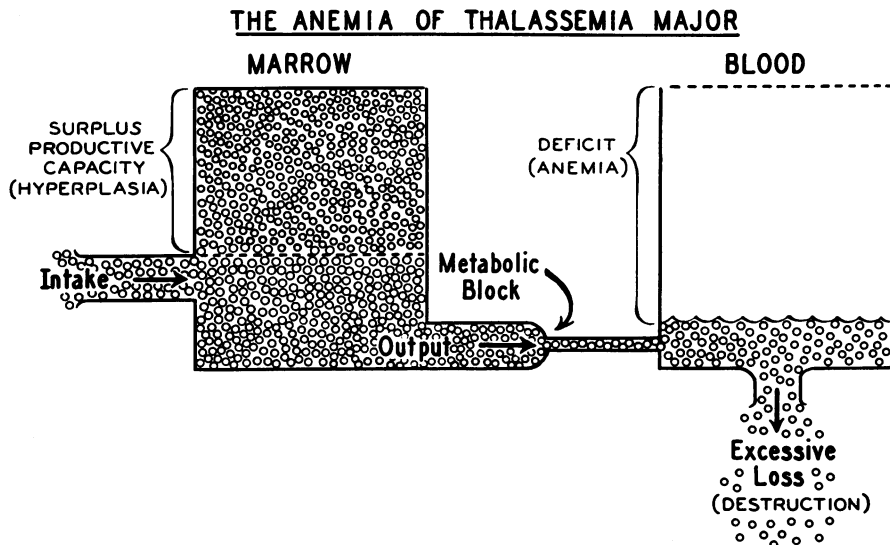 THE ANEMIA OF THALASSEMIA MAJOR
MARROW
BLOOD
SURPLUS
PRODUCTIVE
CAPACITY
(HYPERPLASIA)
DEFICIT
(ANEMIA)
Intake
Metabolic
Block
Output
Excessive
Loss
(DESTRUCTION)